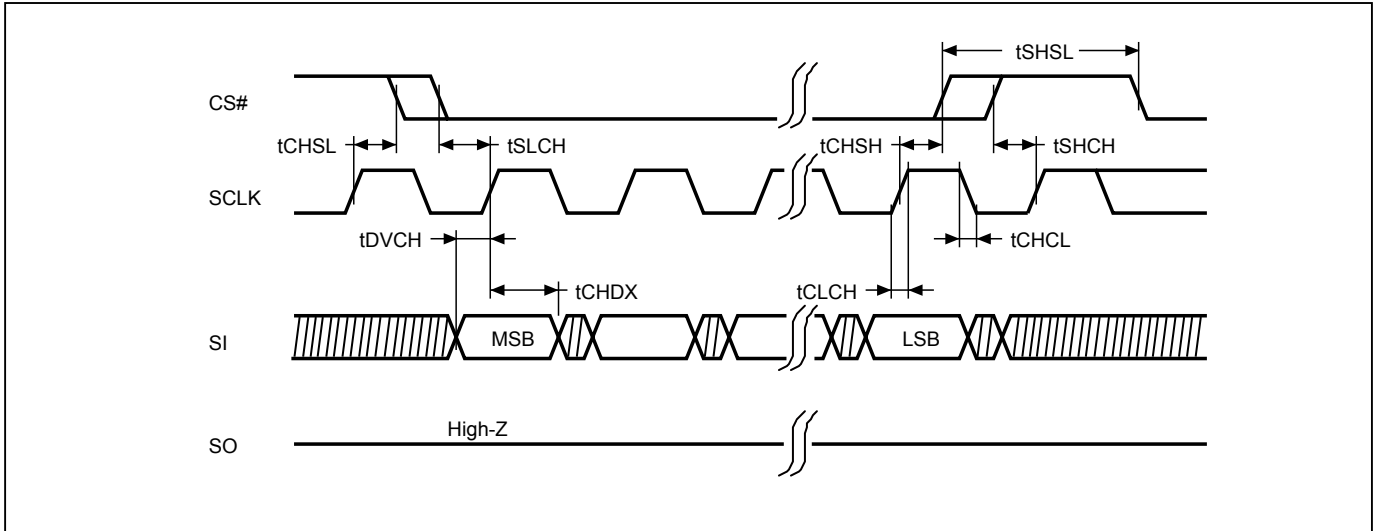 tSHSL
CS#
tCHSL
tSLCH
tCHSH
tSHCH
SCLK
tDVCH
tCHCL
tCHDX
tCLCH
SI
MSB
LSB
High-Z
SO